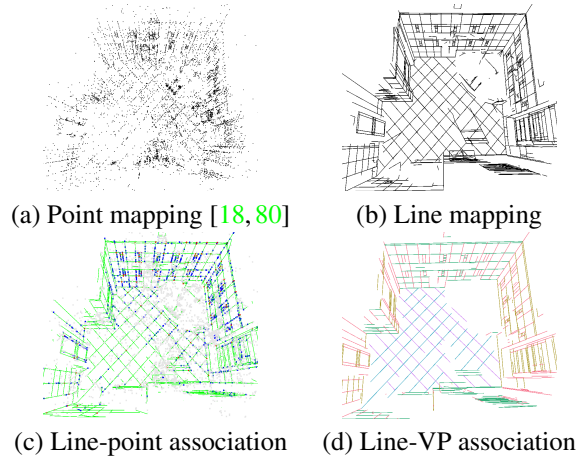 (a) Point mapping [18, 80]
(b) Line mapping
(c) Line-point association
(d) Line-VP association